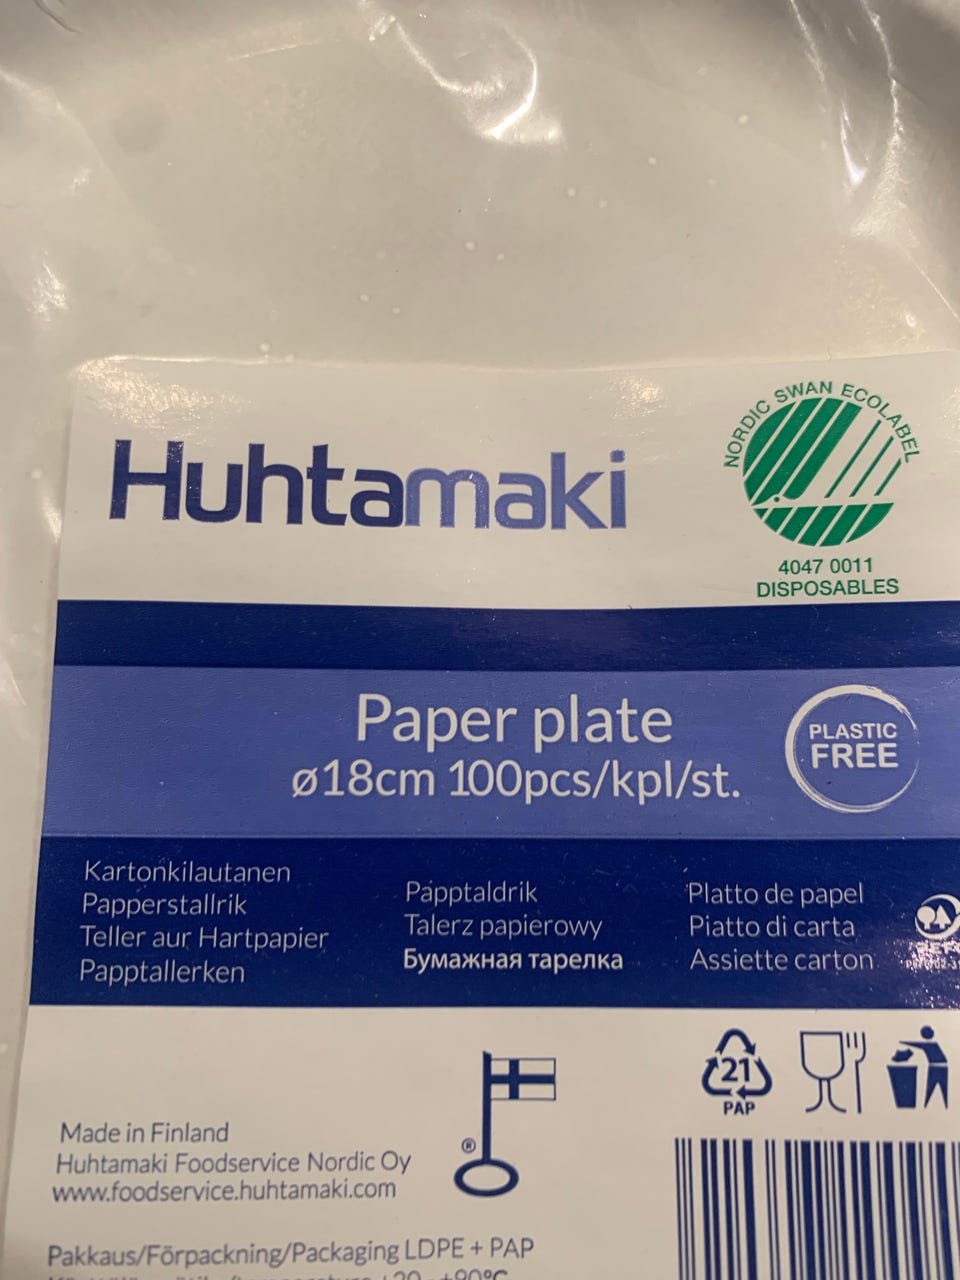 Huhtamaki
NORDIC SWAN ECOLABEL
4047 0011
DISPOSABLES
Paper plate
ø18cm 100pcs/kpl/st.
PLASTIC
FREE
Kartonkilautanen
Papperstallrik
Teller aur Hartpapier
Papptallerken
Papptaldrik
Talerz papierowy
Бумажная тарелка
Platto de papel
Piatto di carta
Assiette carton
21
PAP
Made in Finland
Huhtamaki Foodservice Nordic Oy
www.foodservice.huhtamaki.com
®
Pakkaus/Förpackning/Packaging LDPE + PAP